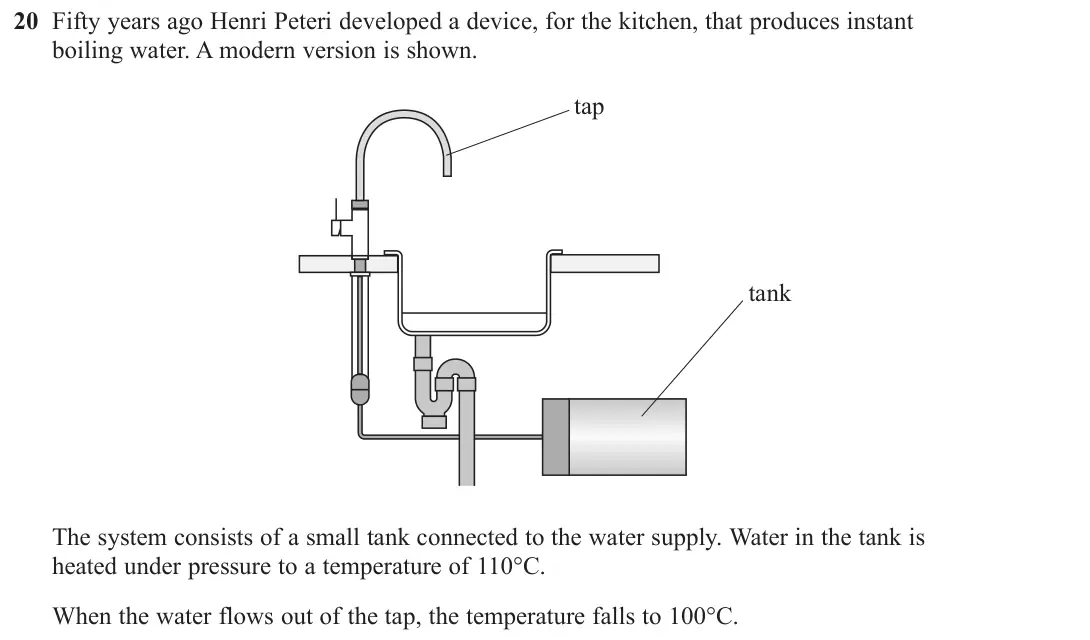 20 Fifty years ago Henri Peteri developed a device, for the kitchen, that produces instant
boiling water. A modern version is shown.
tap
tank
The system consists of a small tank connected to the water supply. Water in the tank is
heated under pressure to a temperature of 110°C.
When the water flows out of the tap, the temperature falls to 100°C.